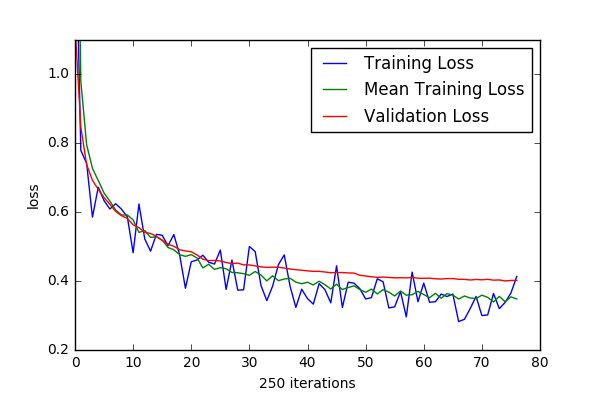 1.0
0.8
0.6
0.4
0.2
loss
Training Loss
Mean Training Loss
Validation Loss
0 10 20 30 40 50 60 70 80
250 iterations